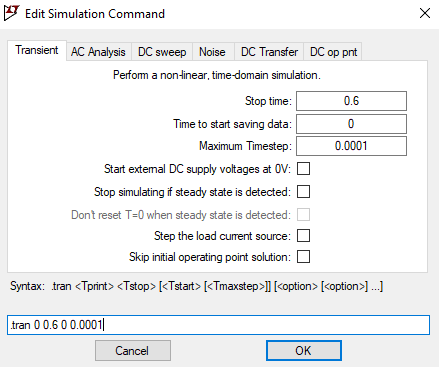 Edit Simulation Command
Transient AC Analysis DC sweep Noise DC Transfer DC op pnt
Perform a non-linear, time-domain simulation.
Stop time: 0.6
Time to start saving data: 0
Maximum Timestep: 0.0001
Start external DC supply voltages at 0V:
Stop simulating if steady state is detected:
Don't reset T=0 when steady state is detected:
Step the load current source:
Skip initial operating point solution:
Syntax: .tran <Tprint> <Tstop> [<Tstart> [<Tmaxstep>]] [<option> [<option>] ...]
.tran 0 0.6 0 0.0001
Cancel OK